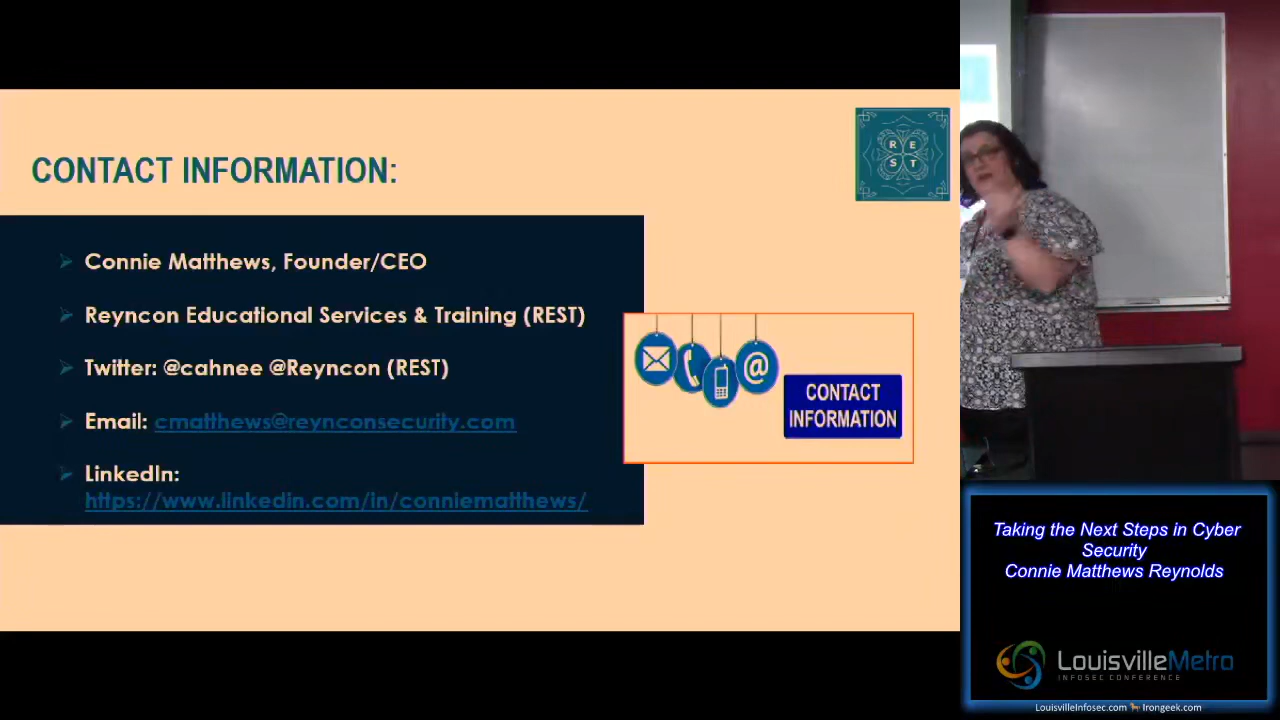 CONTACT INFORMATION:
R E
S T
Connie Matthews, Founder/CEO
Reyncon Educational Services & Training (REST)
Twitter: @cahnee @Reyncon (REST)
Email: cmatthews@reynconsecurity.com
LinkedIn:
https://www.linkedin.com/in/conniematthews/
@
CONTACT
INFORMATION
Taking the Next Steps in Cyber
Security
Connie Matthews Reynolds
LouisvilleMetro
INFOSEC CONFERENCE
LouisvilleInfosec.com Irongeek.com